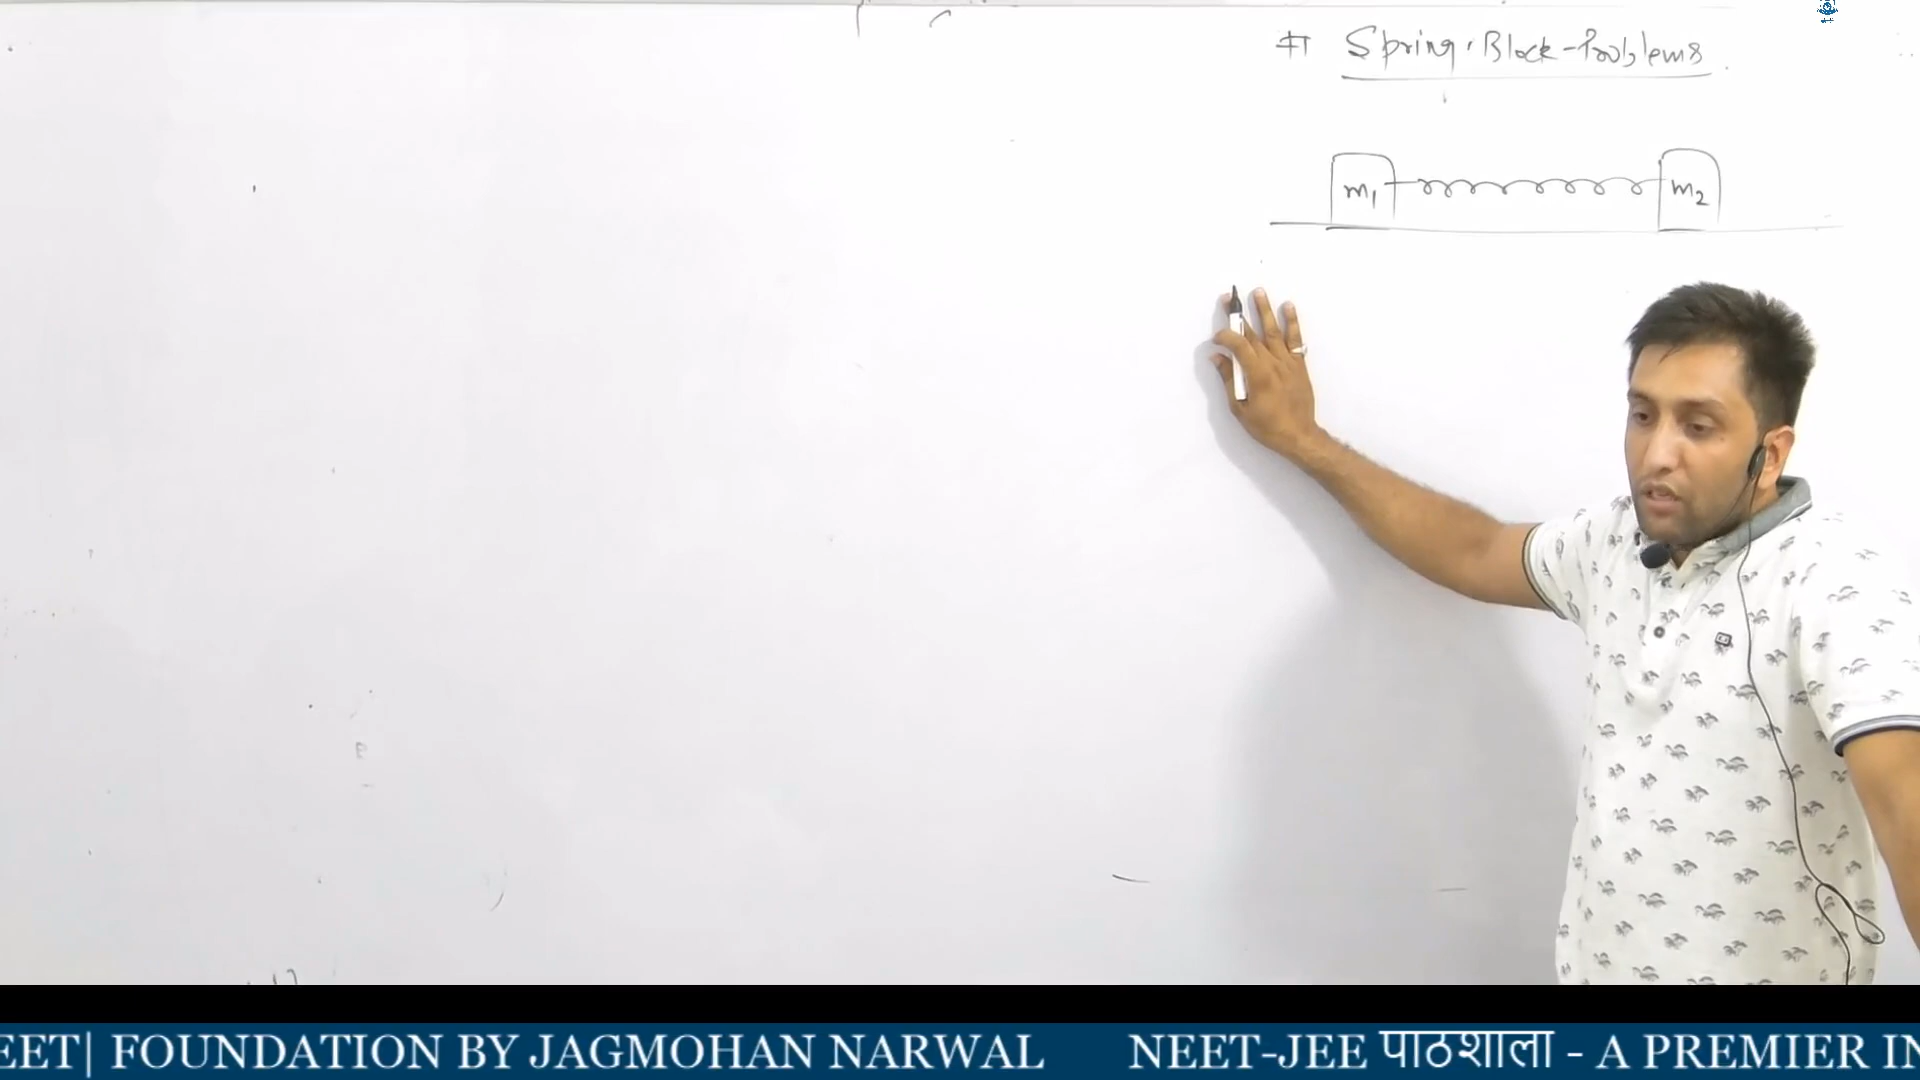 # Spring-Block-Problems
m1 m2
EET| FOUNDATION BY JAGMOHAN NARWAL NEET-JEE पाठशाला - A PREMIER IN